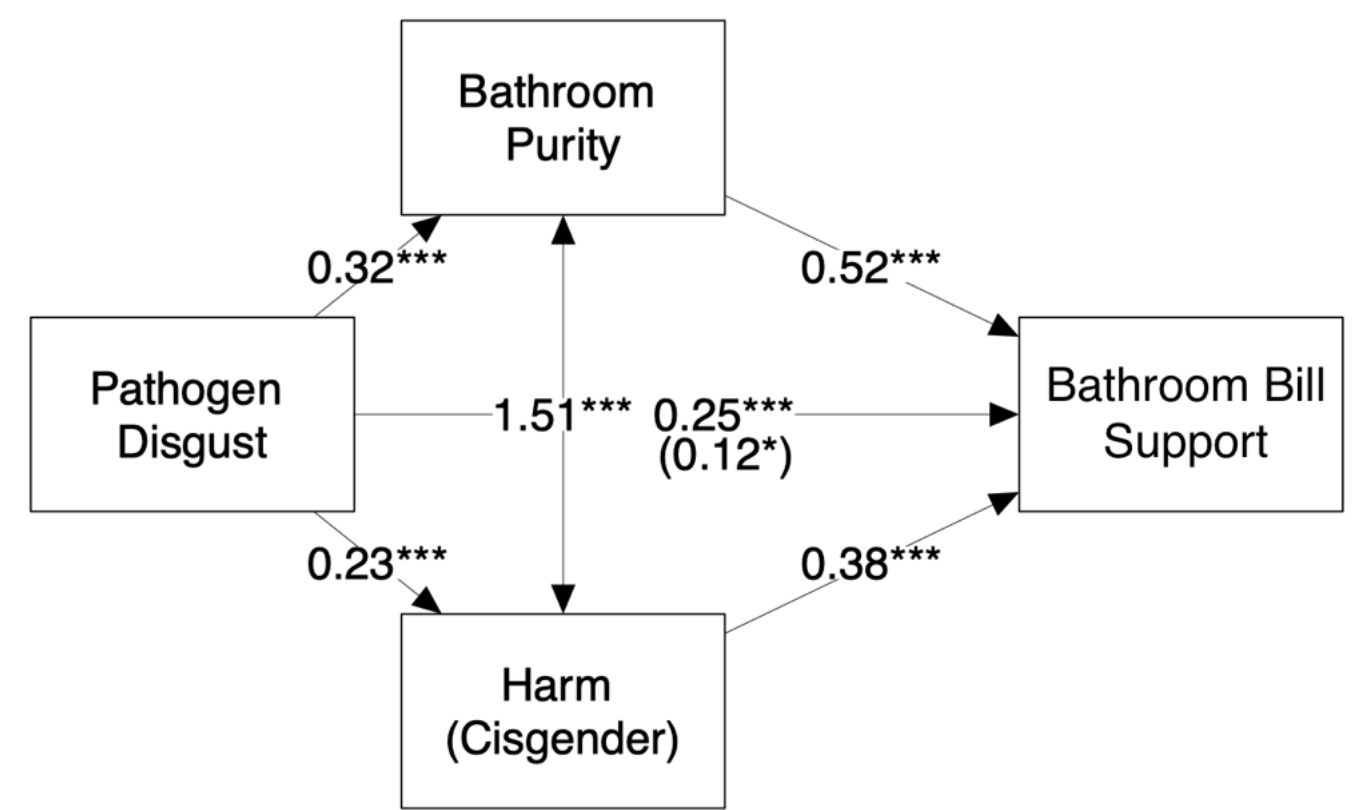 Bathroom
Purity
0.32***
0.52***
Pathogen
Disgust
1.51***
0.25***
(0.12*)
Bathroom Bill
Support
0.23***
0.38***
Harm
(Cisgender)